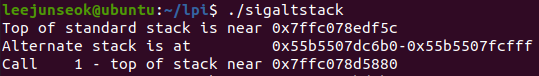 leejunseok@ubuntu:~/lpi$ ./sigaltstack
Top of standard stack is near 0x7ffc078edf5c
Alternate stack is at         0x55b5507dc6b0-0x55b5507fcfff
Call    1 - top of stack near 0x7ffc078d5880